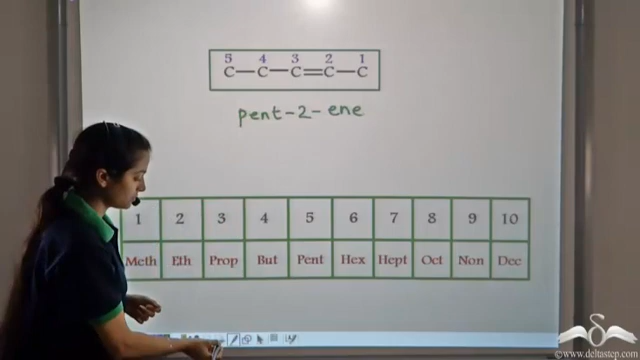 5 4 3 2 1
C—C—C=C—C
pent-2-ene
1 2 3 4 5 6 7 8 9 10
Meth Eth Prop But Pent Hex Hept Oct Non Dec
www.deltastep.com